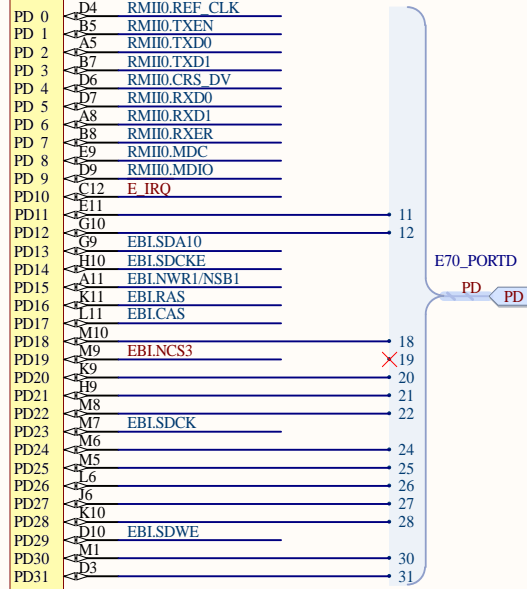 PD 0 D4 RMII0.REF_CLK
PD 1 B5 RMII0.TXEN
PD 2 A5 RMII0.TXD0
PD 3 B7 RMII0.TXD1
PD 4 D6 RMII0.CRS_DV
PD 5 D7 RMII0.RXD0
PD 6 A8 RMII0.RXD1
PD 7 B8 RMII0.RXER
PD 8 E9 RMII0.MDC
PD 9 D9 RMII0.MDIO
PD10 C12 E_IRQ
PD11 E11 11
PD12 G10 12
PD13 G9 EBI.SDA10
PD14 H10 EBI.SDCKE
PD15 A11 EBI.NWR1/NSB1
PD16 K11 EBI.RAS
PD17 L11 EBI.CAS
PD18 M10 18
PD19 M9 EBI.NCS3 19
PD20 K9 20
PD21 H9 21
PD22 M8 22
PD23 M7 EBI.SDCK
PD24 M6 24
PD25 M5 25
PD26 L6 26
PD27 J6 27
PD28 K10 28
PD29 D10 EBI.SDWE
PD30 M1 30
PD31 D3 31
E70_PORTD
PD PD